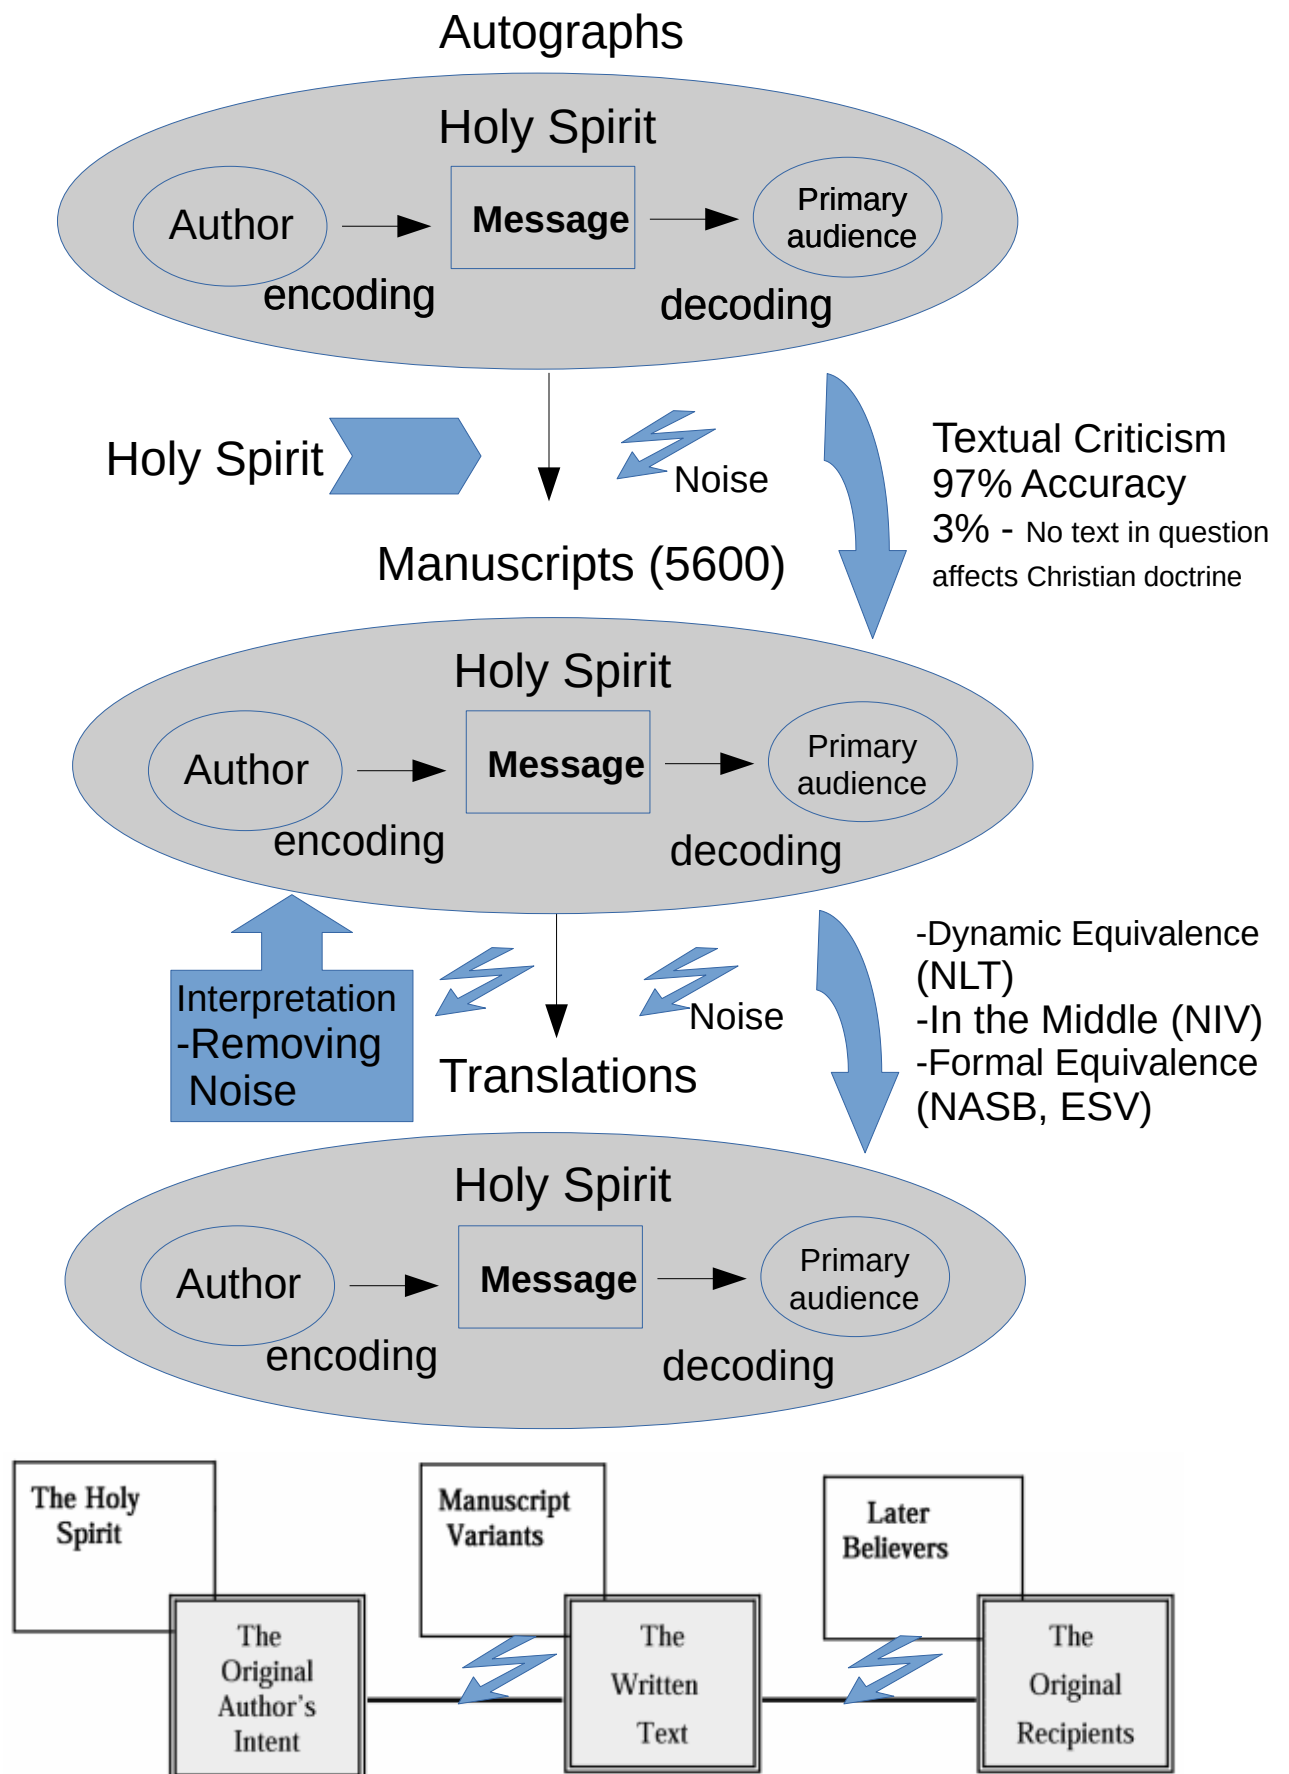 Autographs
Holy Spirit
Author
Message
Primary
audience
encoding
decoding
Holy Spirit
Noise
Textual Criticism
97% Accuracy
3% - No text in question
affects Christian doctrine
Manuscripts (5600)
Holy Spirit
Author
Message
Primary
audience
encoding
decoding
Interpretation
-Removing
Noise
Noise
Translations
-Dynamic Equivalence
(NLT)
-In the Middle (NIV)
-Formal Equivalence
(NASB, ESV)
Holy Spirit
Author
Message
Primary
audience
encoding
decoding
The Holy
Spirit
Manuscript
Variants
Later
Believers
The
Original
Author's
Intent
The
Written
Text
The
Original
Recipients